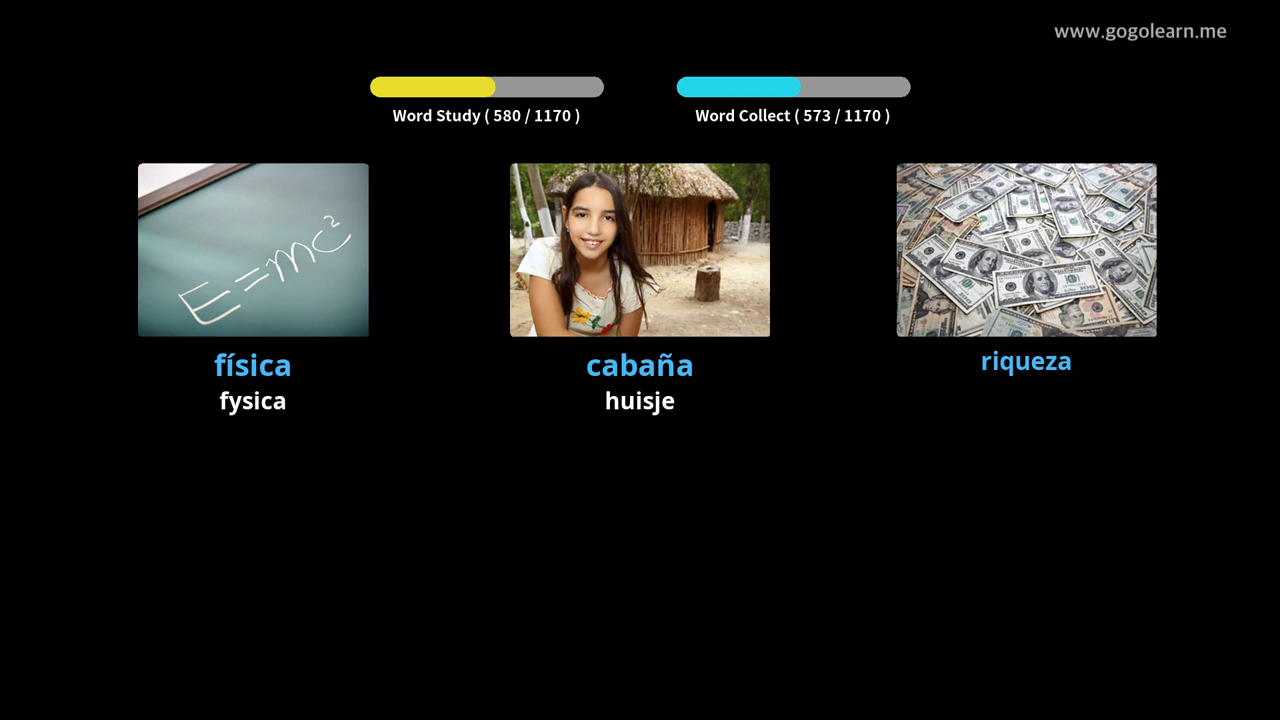 www.gogolearn.me
Word Study ( 580 / 1170 )
Word Collect ( 573 / 1170 )
E=mc²
física
cabaña
riqueza
fysica
huisje